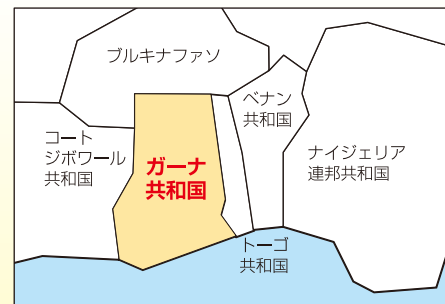 ブルキナファソ
ベナン
共和国
コート
ジボワール
共和国
ガーナ
共和国
ナイジェリア
連邦共和国
トーゴ
共和国